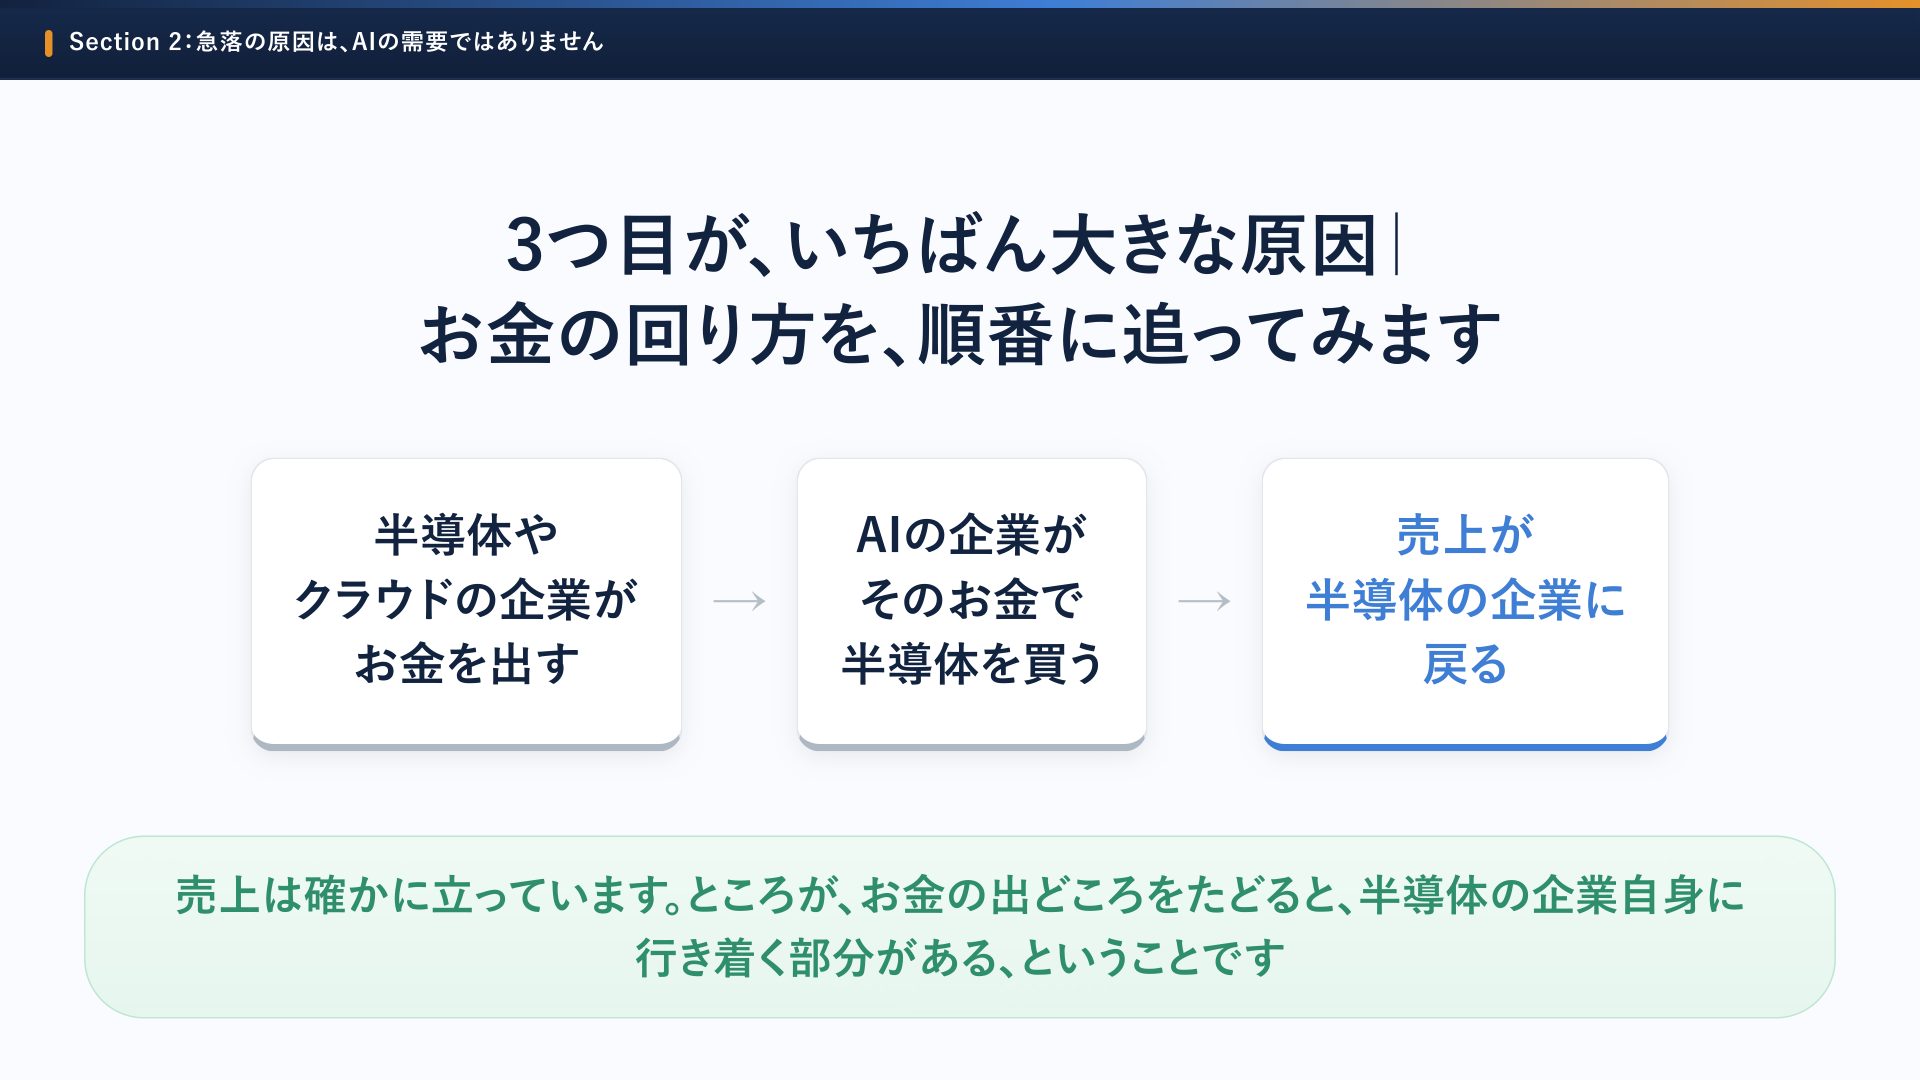 Section 2：急落の原因は、AIの需要ではありません
3つ目が、いちばん大きな原因｜
お金の回り方を、順番に追ってみます
半導体や
クラウドの企業が
お金を出す
→
AIの企業が
そのお金で
半導体を買う
→
売上が
半導体の企業に
戻る
売上は確かに立っています。ところが、お金の出どころをたどると、半導体の企業自身に
行き着く部分がある、ということです